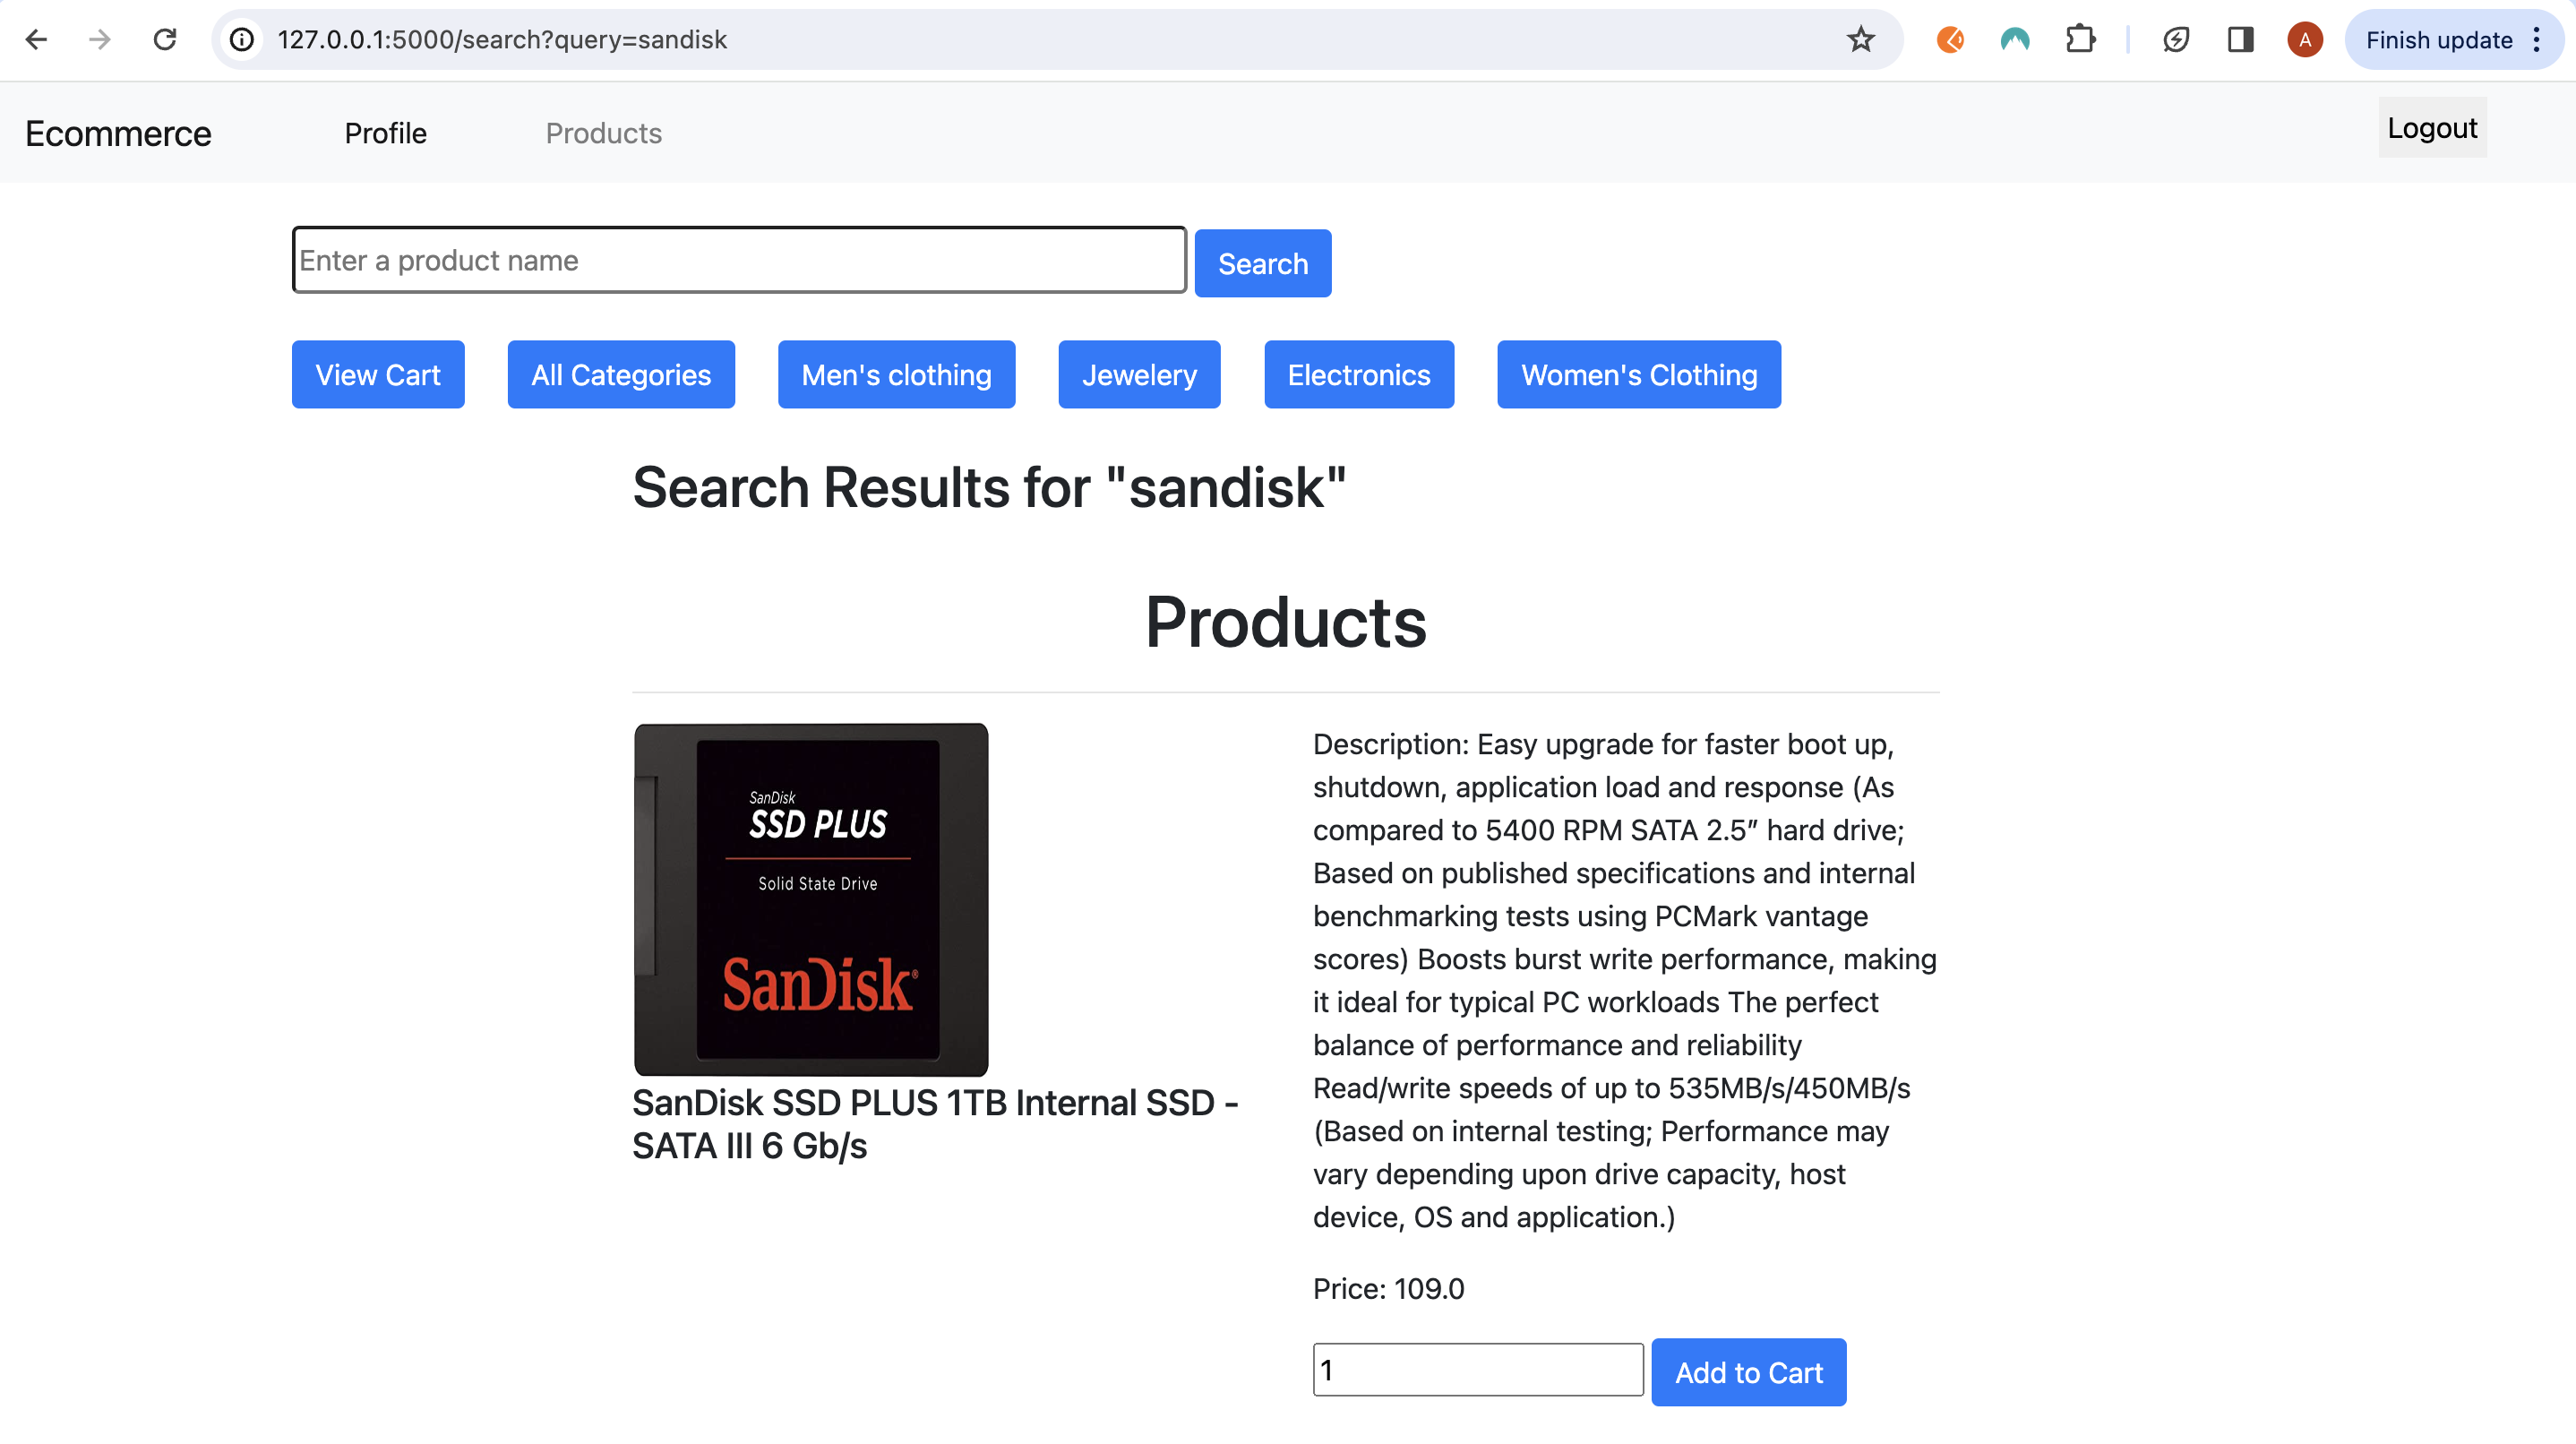 127.0.0.1:5000/search?query=sandisk
A
Finish update
Ecommerce
Profile
Products
Logout
Enter a product name
Search
View Cart
All Categories
Men's clothing
Jewelery
Electronics
Women's Clothing
Search Results for "sandisk"
Products
SanDisk
SSD PLUS
Solid State Drive
SanDisk®
SanDisk SSD PLUS 1TB Internal SSD -
SATA III 6 Gb/s
Description: Easy upgrade for faster boot up,
shutdown, application load and response (As
compared to 5400 RPM SATA 2.5” hard drive;
Based on published specifications and internal
benchmarking tests using PCMark vantage
scores) Boosts burst write performance, making
it ideal for typical PC workloads The perfect
balance of performance and reliability
Read/write speeds of up to 535MB/s/450MB/s
(Based on internal testing; Performance may
vary depending upon drive capacity, host
device, OS and application.)
Price: 109.0
1
Add to Cart